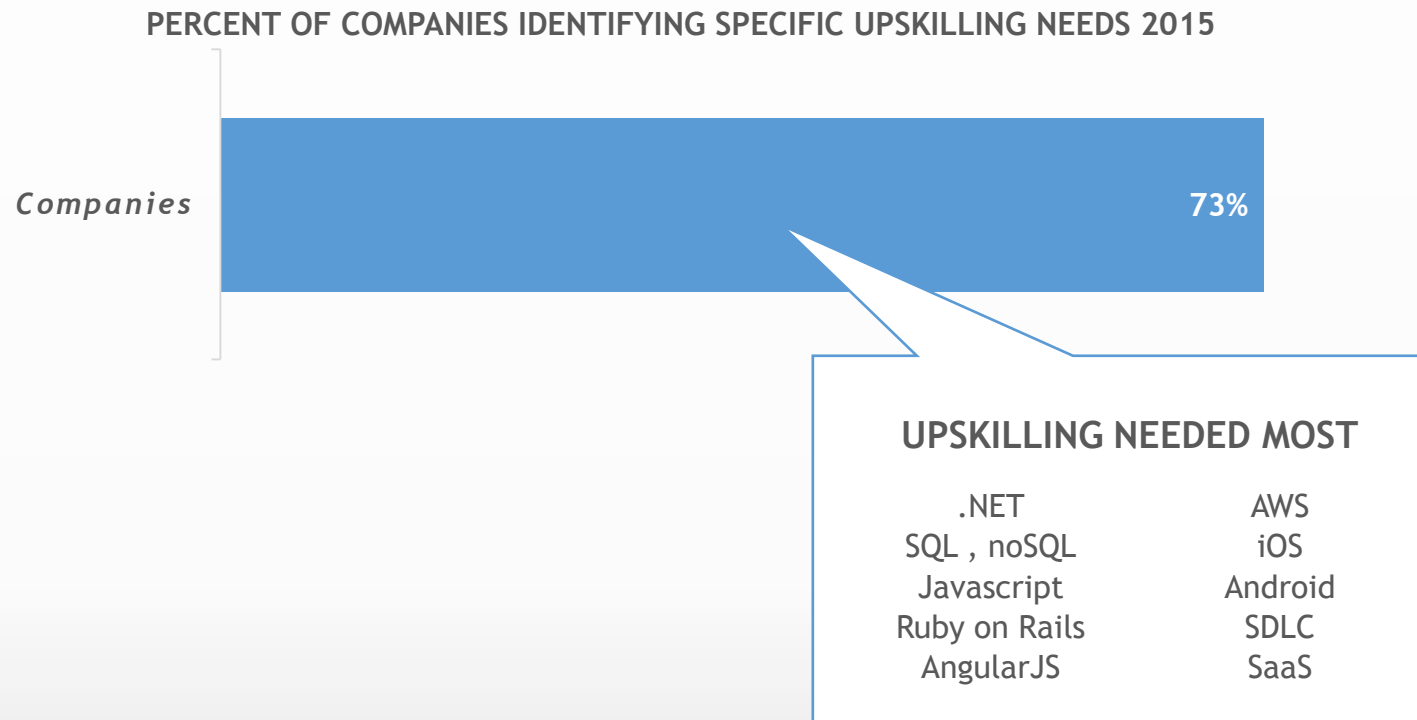 PERCENT OF COMPANIES IDENTIFYING SPECIFIC UPSKILLING NEEDS 2015
Companies
73%
UPSKILLING NEEDED MOST
.NET
SQL , noSQL
Javascript
Ruby on Rails
AngularJS
AWS
iOS
Android
SDLC
SaaS